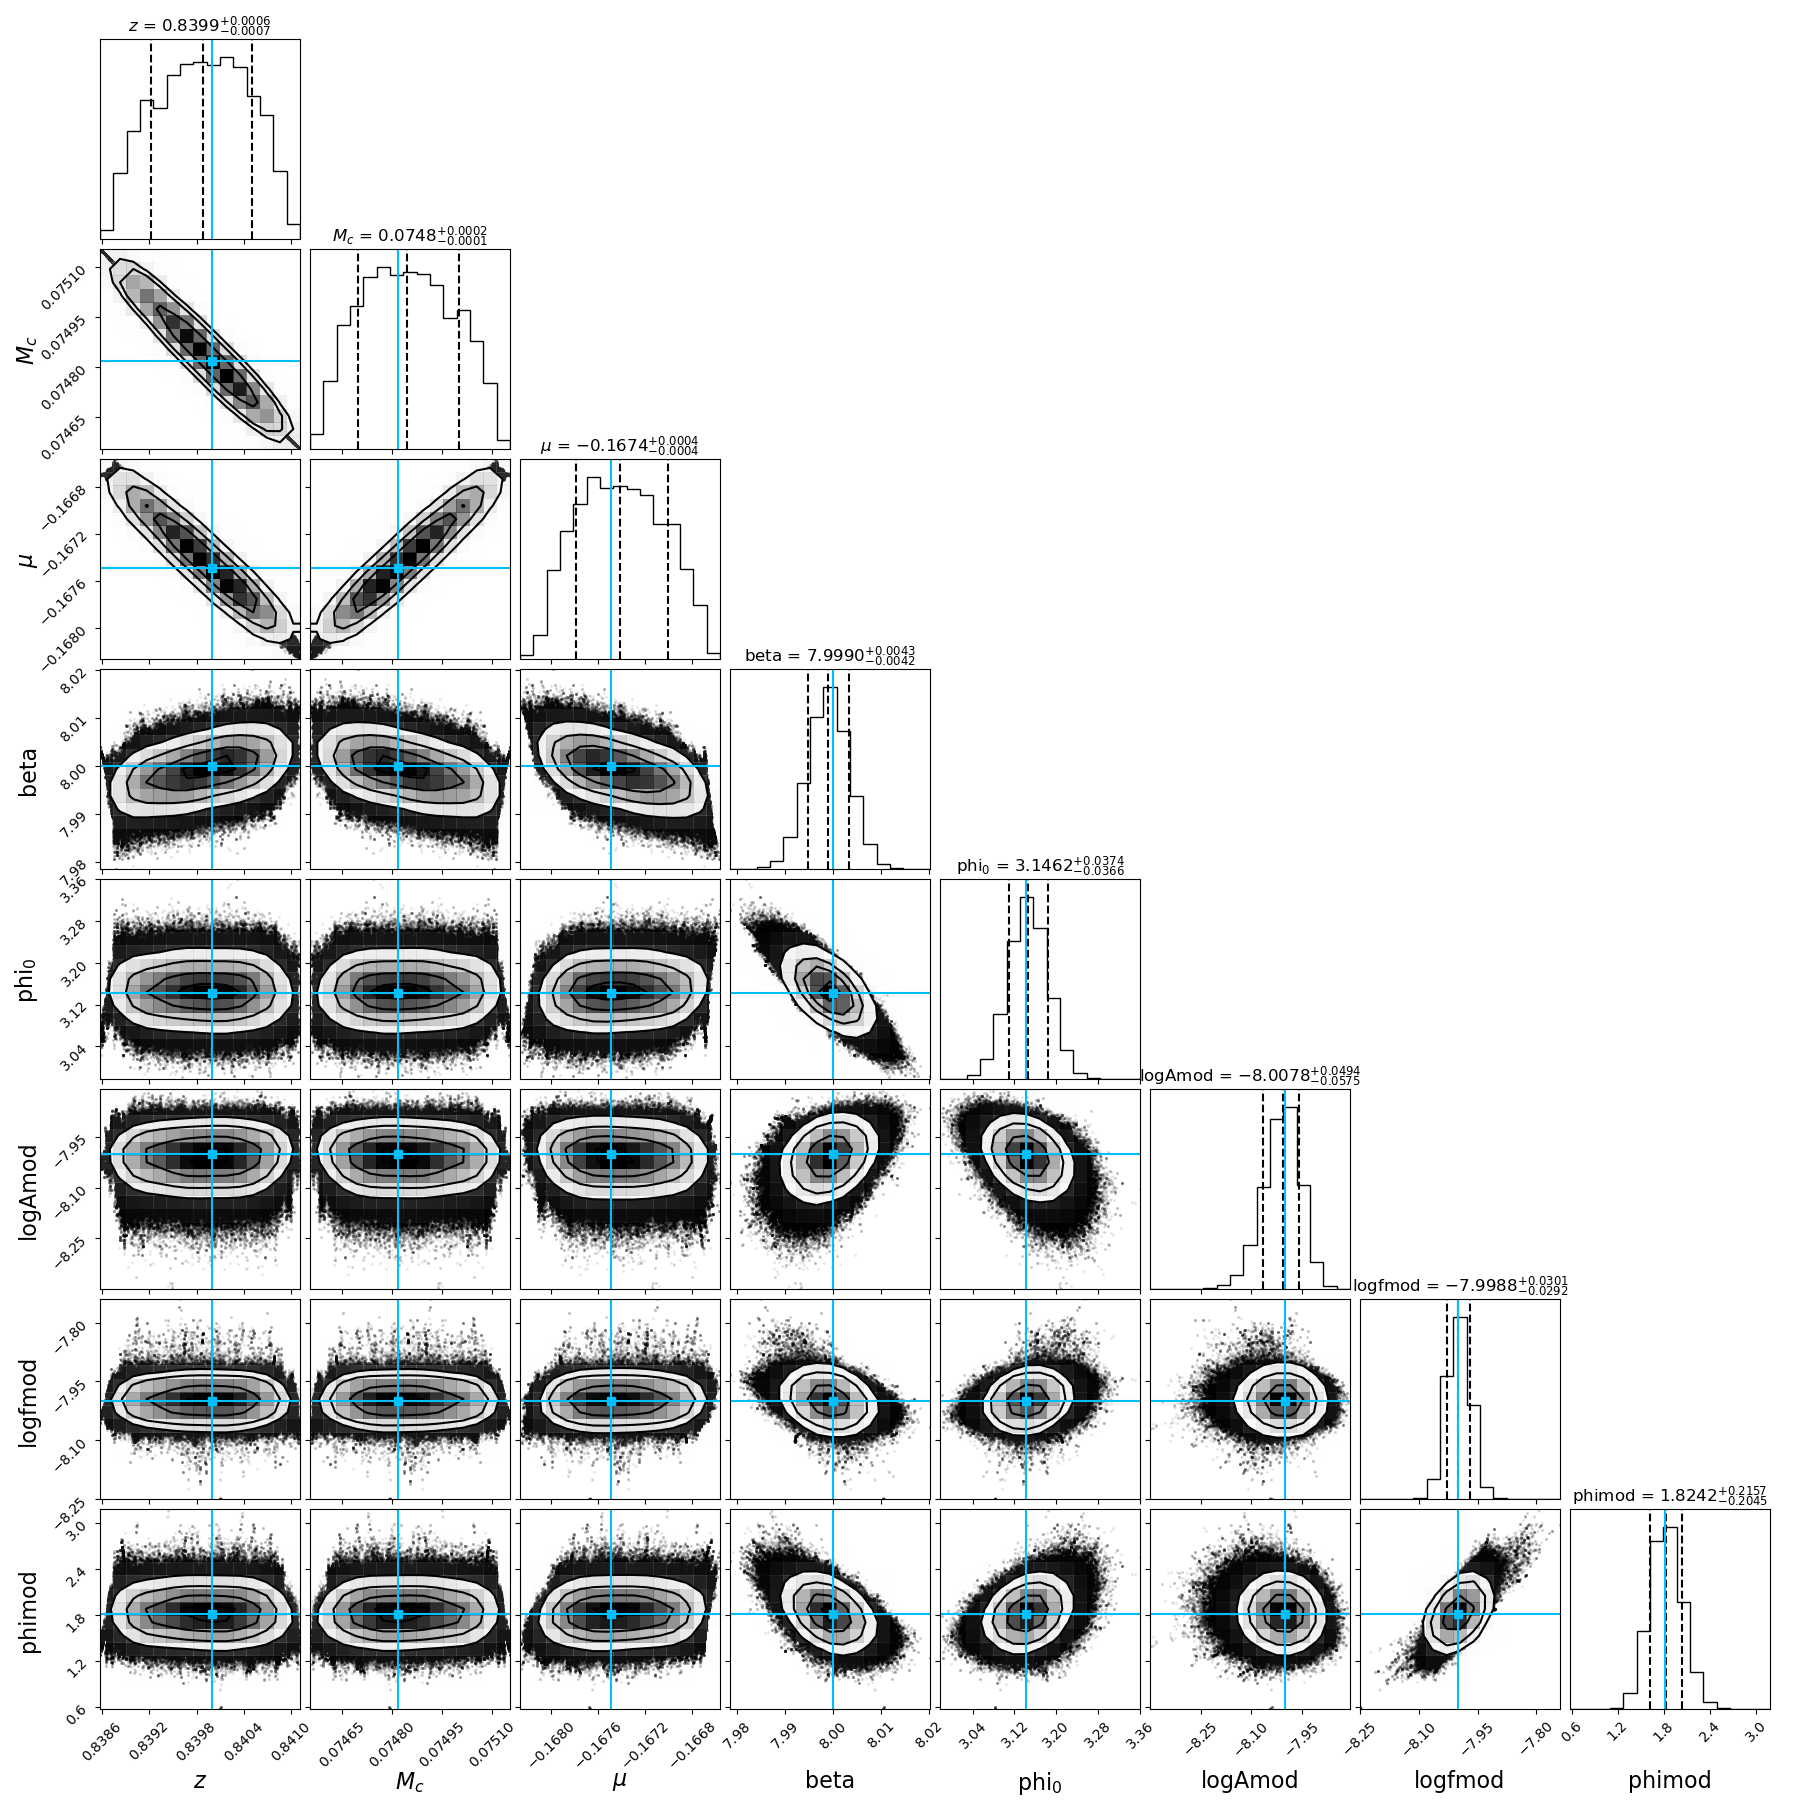 z = 0.8399+0.0006 −0.0007
M_c = 0.0748+0.0002 −0.0001
0.07510
0.07495
0.07480
0.07465
M_c
μ = −0.1674+0.0004 −0.0004
−0.1668
−0.1672
−0.1676
−0.1680
μ
beta = 7.9990+0.0043 −0.0042
8.02
8.01
8.00
7.99
7.98
beta
phi_0 = 3.1462+0.0374 −0.0366
3.36
3.28
3.20
3.12
3.04
phi_0
logAmod = −8.0078+0.0494 −0.0575
−7.95
−8.10
−8.25
logAmod
logfmod = −7.9988+0.0301 −0.0292
−7.80
−7.95
−8.10
−8.25
logfmod
phimod = 1.8242+0.2157 −0.2045
3.0
2.4
1.8
1.2
0.6
phimod
0.8386 0.8392 0.8398 0.8404 0.8410 0.07465 0.07480 0.07495 0.07510 −0.1680 −0.1676 −0.1672 −0.1668 7.98 7.99 8.00 8.01 8.02 3.04 3.12 3.20 3.28 3.36 −8.25 −8.10 −7.95 −8.25 −8.10 −7.95 −7.80 0.6 1.2 1.8 2.4 3.0
z M_c μ beta phi_0 logAmod logfmod phimod